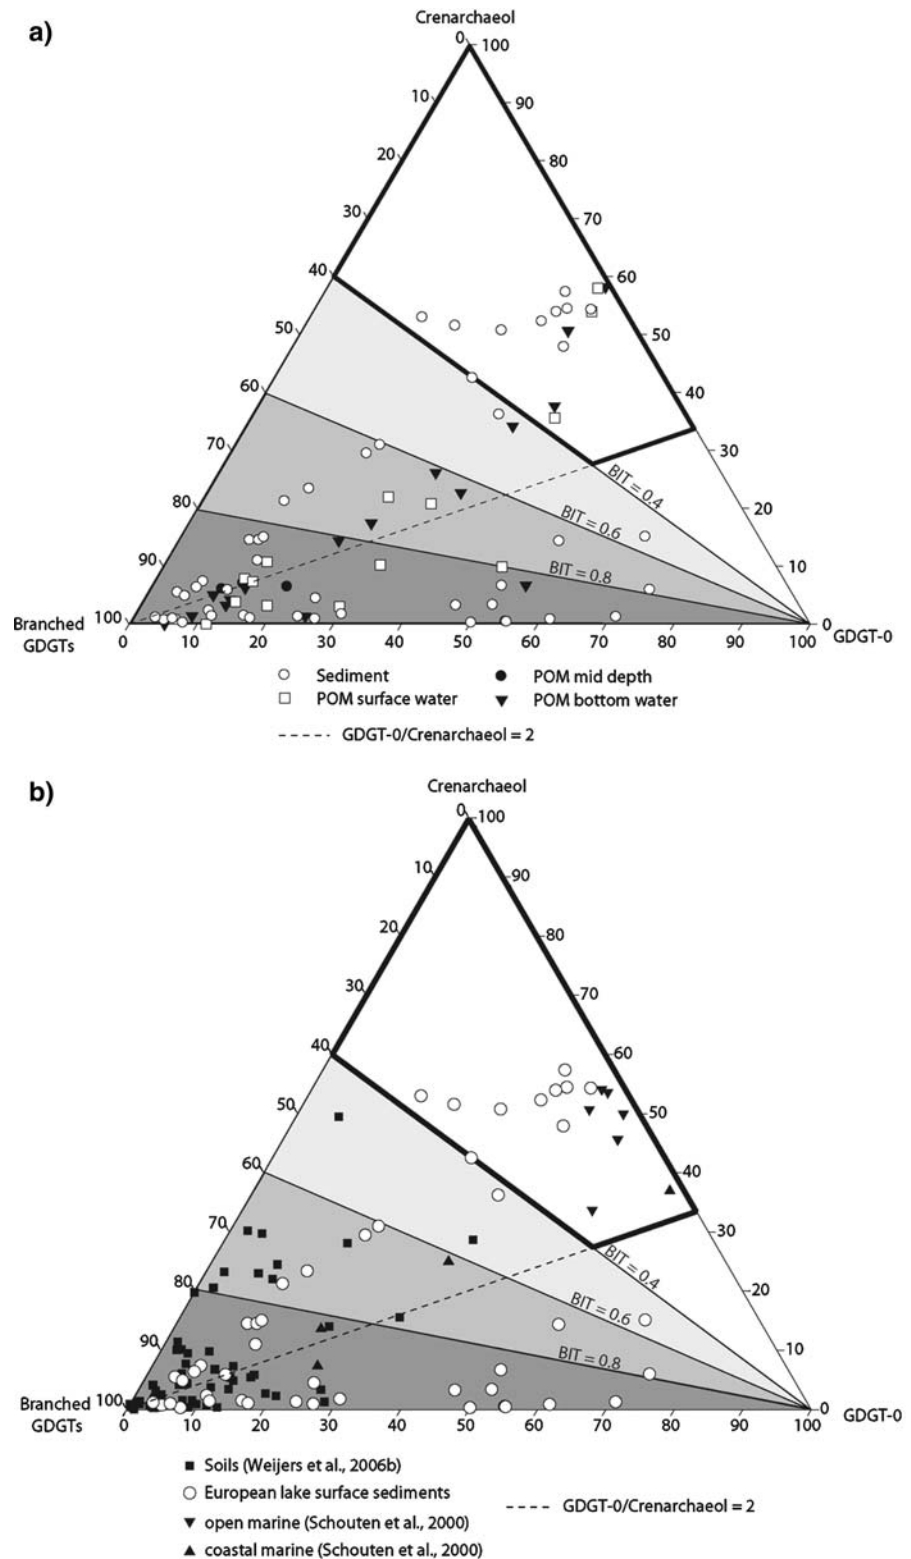 a)
Crenarchaeol
0 100
10 90
20 80
30 70
40 60
50 50
60 40
70 30
80 20
90 10
BIT = 0.4
BIT = 0.6
BIT = 0.8
Branched GDGTs
100 0
GDGT-0
0 10 20 30 40 50 60 70 80 90 100
Sediment POM mid depth
POM surface water POM bottom water
GDGT-0/Crenarchaeol = 2
b)
Crenarchaeol
0 100
10 90
20 80
30 70
40 60
50 50
60 40
70 30
80 20
90 10
BIT = 0.4
BIT = 0.6
BIT = 0.8
Branched GDGTs
100 0
GDGT-0
0 10 20 30 40 50 60 70 80 90 100
Soils (Weijers et al., 2006b)
European lake surface sediments
GDGT-0/Crenarchaeol = 2
open marine (Schouten et al., 2000)
coastal marine (Schouten et al., 2000)